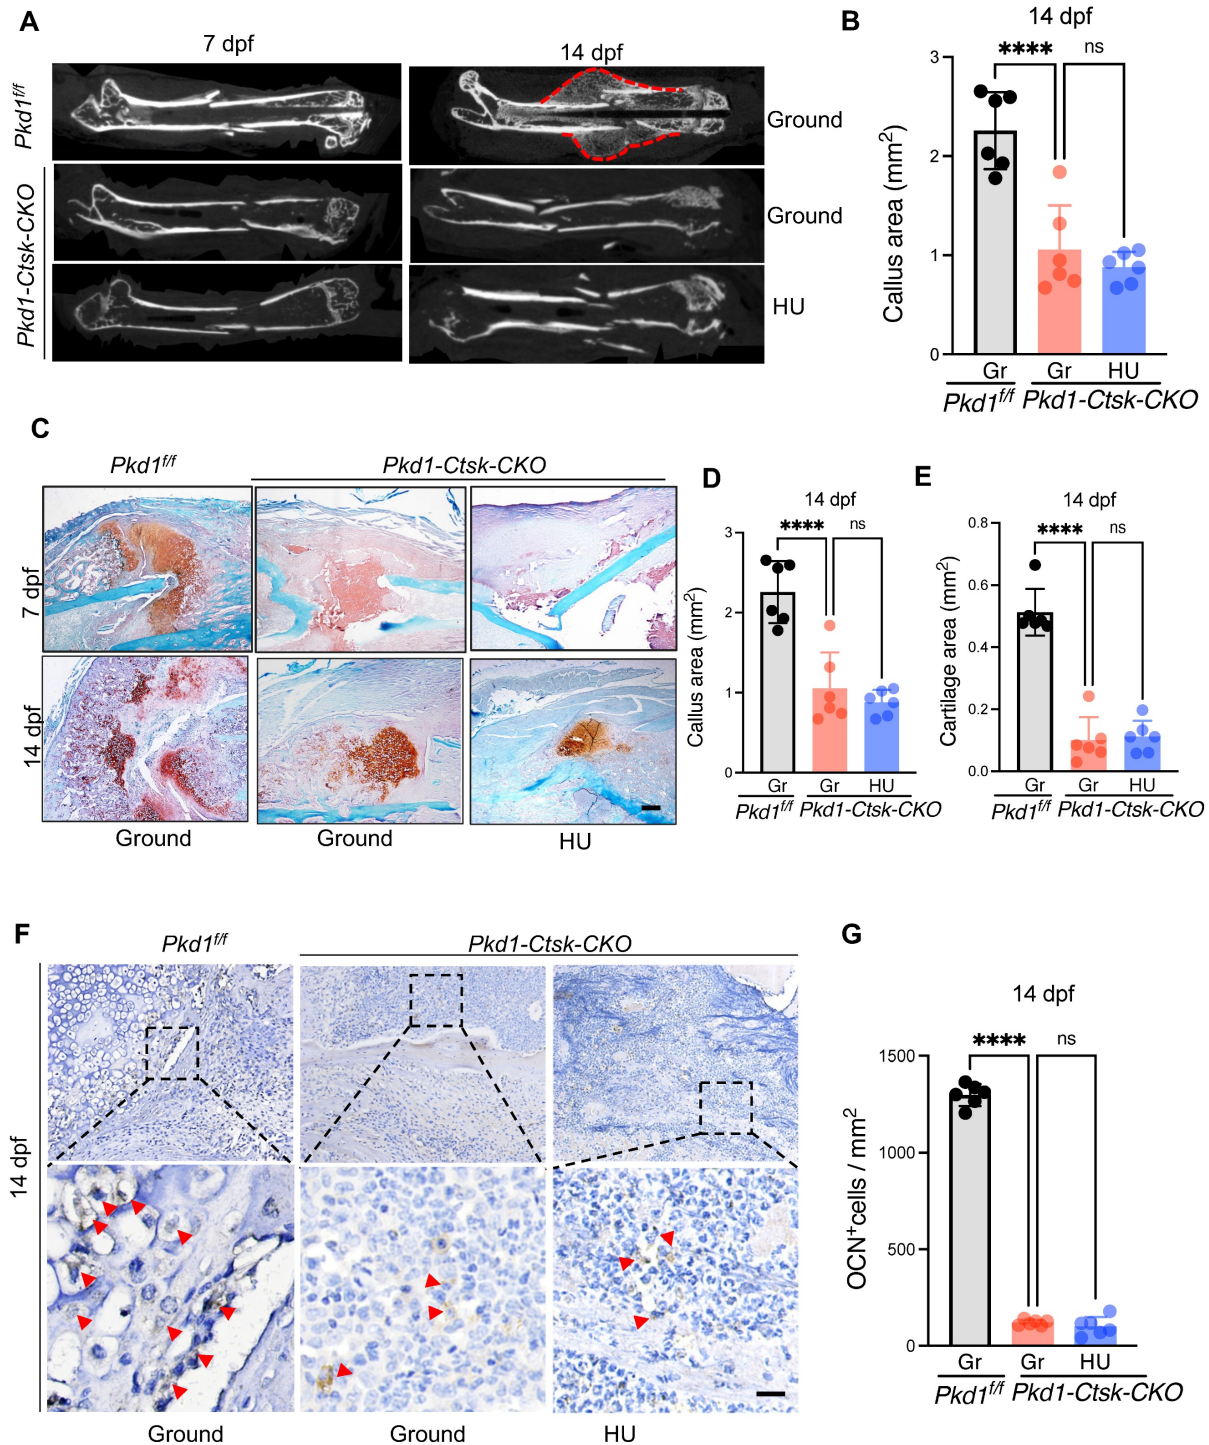 A
7 dpf
14 dpf
Pkd1f/f
Ground
Pkd1-Ctsk-CKO
Ground
HU
B
14 dpf
**** ns
Callus area (mm2)
3
2
1
0
Gr Gr HU
Pkd1f/f Pkd1-Ctsk-CKO
C
Pkd1f/f Pkd1-Ctsk-CKO
7 dpf
14 dpf
Ground Ground HU
D
14 dpf
**** ns
Callus area (mm2)
3
2
1
0
Gr Gr HU
Pkd1f/f Pkd1-Ctsk-CKO
E
14 dpf
**** ns
Cartilage area (mm2)
0.8
0.6
0.4
0.2
0.0
Gr Gr HU
Pkd1f/f Pkd1-Ctsk-CKO
F
Pkd1f/f Pkd1-Ctsk-CKO
14 dpf
Ground Ground HU
G
14 dpf
**** ns
OCN+cells / mm2
1500
1000
500
0
Gr Gr HU
Pkd1f/f Pkd1-Ctsk-CKO